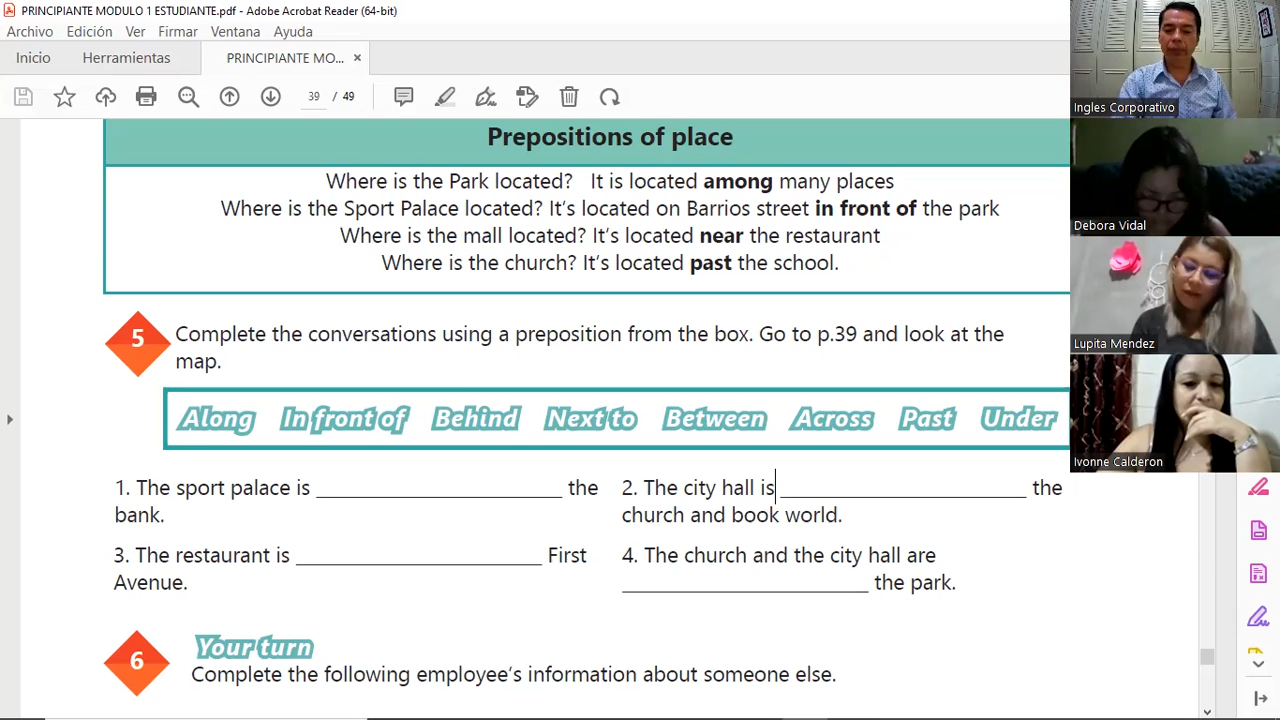 PRINCIPIANTE MODULO 1 ESTUDIANTE.pdf - Adobe Acrobat Reader (64-bit)
Archivo Edición Ver Firmar Ventana Ayuda
Inicio Herramientas PRINCIPIANTE MO... ×
39 / 49
Prepositions of place
Where is the Park located? It is located among many places
Where is the Sport Palace located? It's located on Barrios street in front of the park
Where is the mall located? It's located near the restaurant
Where is the church? It's located past the school.
5 Complete the conversations using a preposition from the box. Go to p.39 and look at the
map.
Along In front of Behind Next to Between Across Past Under
1. The sport palace is ______________________ the
bank.
2. The city hall is ______________________ the
church and book world.
3. The restaurant is ______________________ First
Avenue.
4. The church and the city hall are
______________________ the park.
6 Your turn
Complete the following employee's information about someone else.
Ingles Corporativo
Debora Vidal
Lupita Mendez
Ivonne Calderon